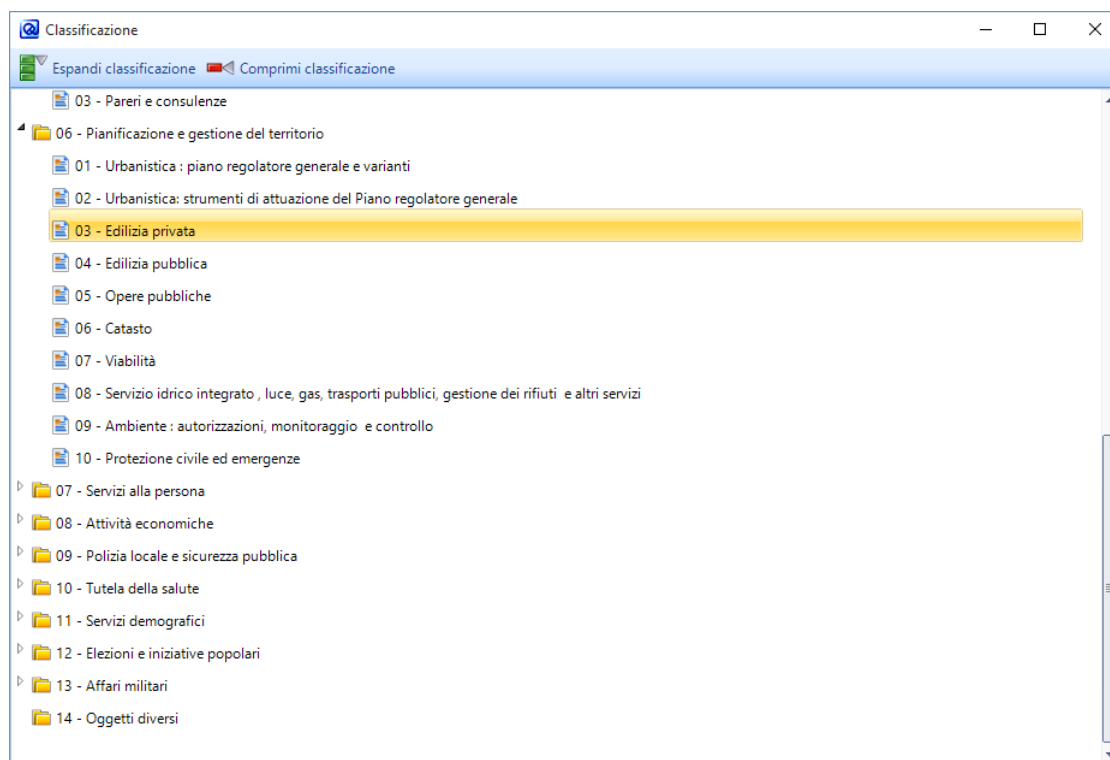 Classificazione
Espandi classificazione Comprimi classificazione
03 - Pareri e consulenze
06 - Pianificazione e gestione del territorio
01 - Urbanistica : piano regolatore generale e varianti
02 - Urbanistica: strumenti di attuazione del Piano regolatore generale
03 - Edilizia privata
04 - Edilizia pubblica
05 - Opere pubbliche
06 - Catasto
07 - Viabilità
08 - Servizio idrico integrato , luce, gas, trasporti pubblici, gestione dei rifiuti  e altri servizi
09 - Ambiente : autorizzazioni, monitoraggio  e controllo
10 - Protezione civile ed emergenze
07 - Servizi alla persona
08 - Attività economiche
09 - Polizia locale e sicurezza pubblica
10 - Tutela della salute
11 - Servizi demografici
12 - Elezioni e iniziative popolari
13 - Affari militari
14 - Oggetti diversi